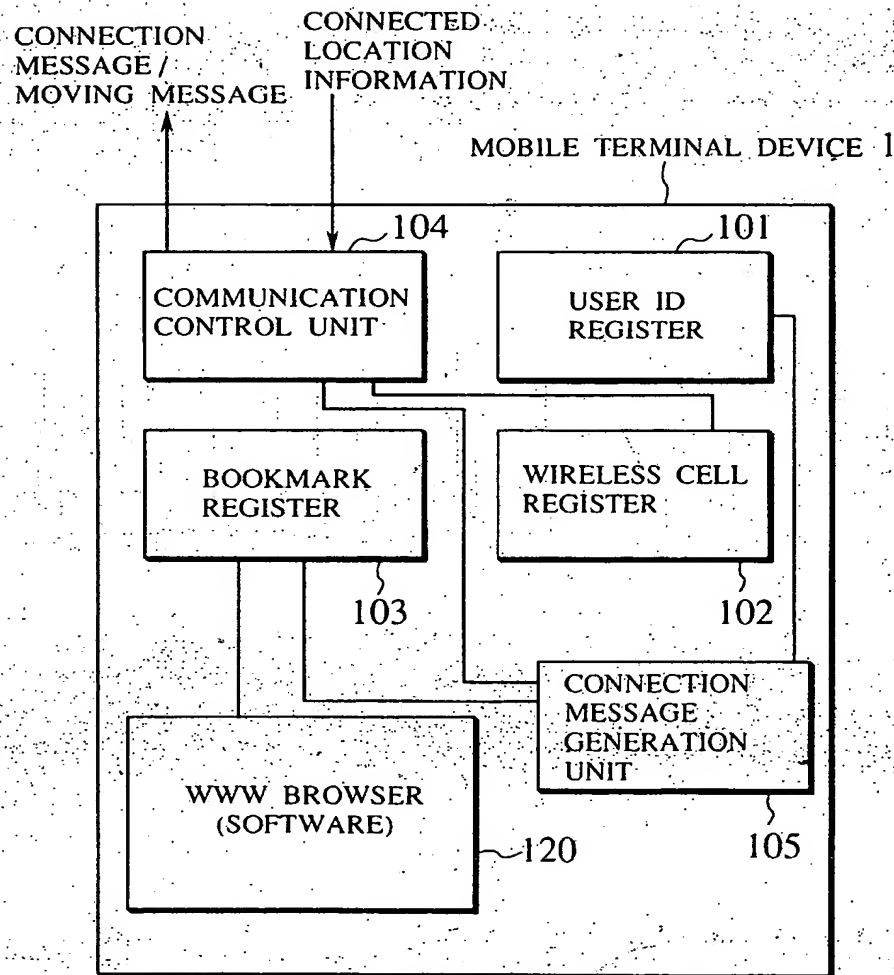 CONNECTION
MESSAGE/
MOVING MESSAGE
CONNECTED
LOCATION
INFORMATION
MOBILE TERMINAL DEVICE 1
104
101
COMMUNICATION
CONTROL UNIT
USER ID
REGISTER
BOOKMARK
REGISTER
WIRELESS CELL
REGISTER
103
102
CONNECTION
MESSAGE
GENERATION
UNIT
WWW BROWSER
(SOFTWARE)
120
105